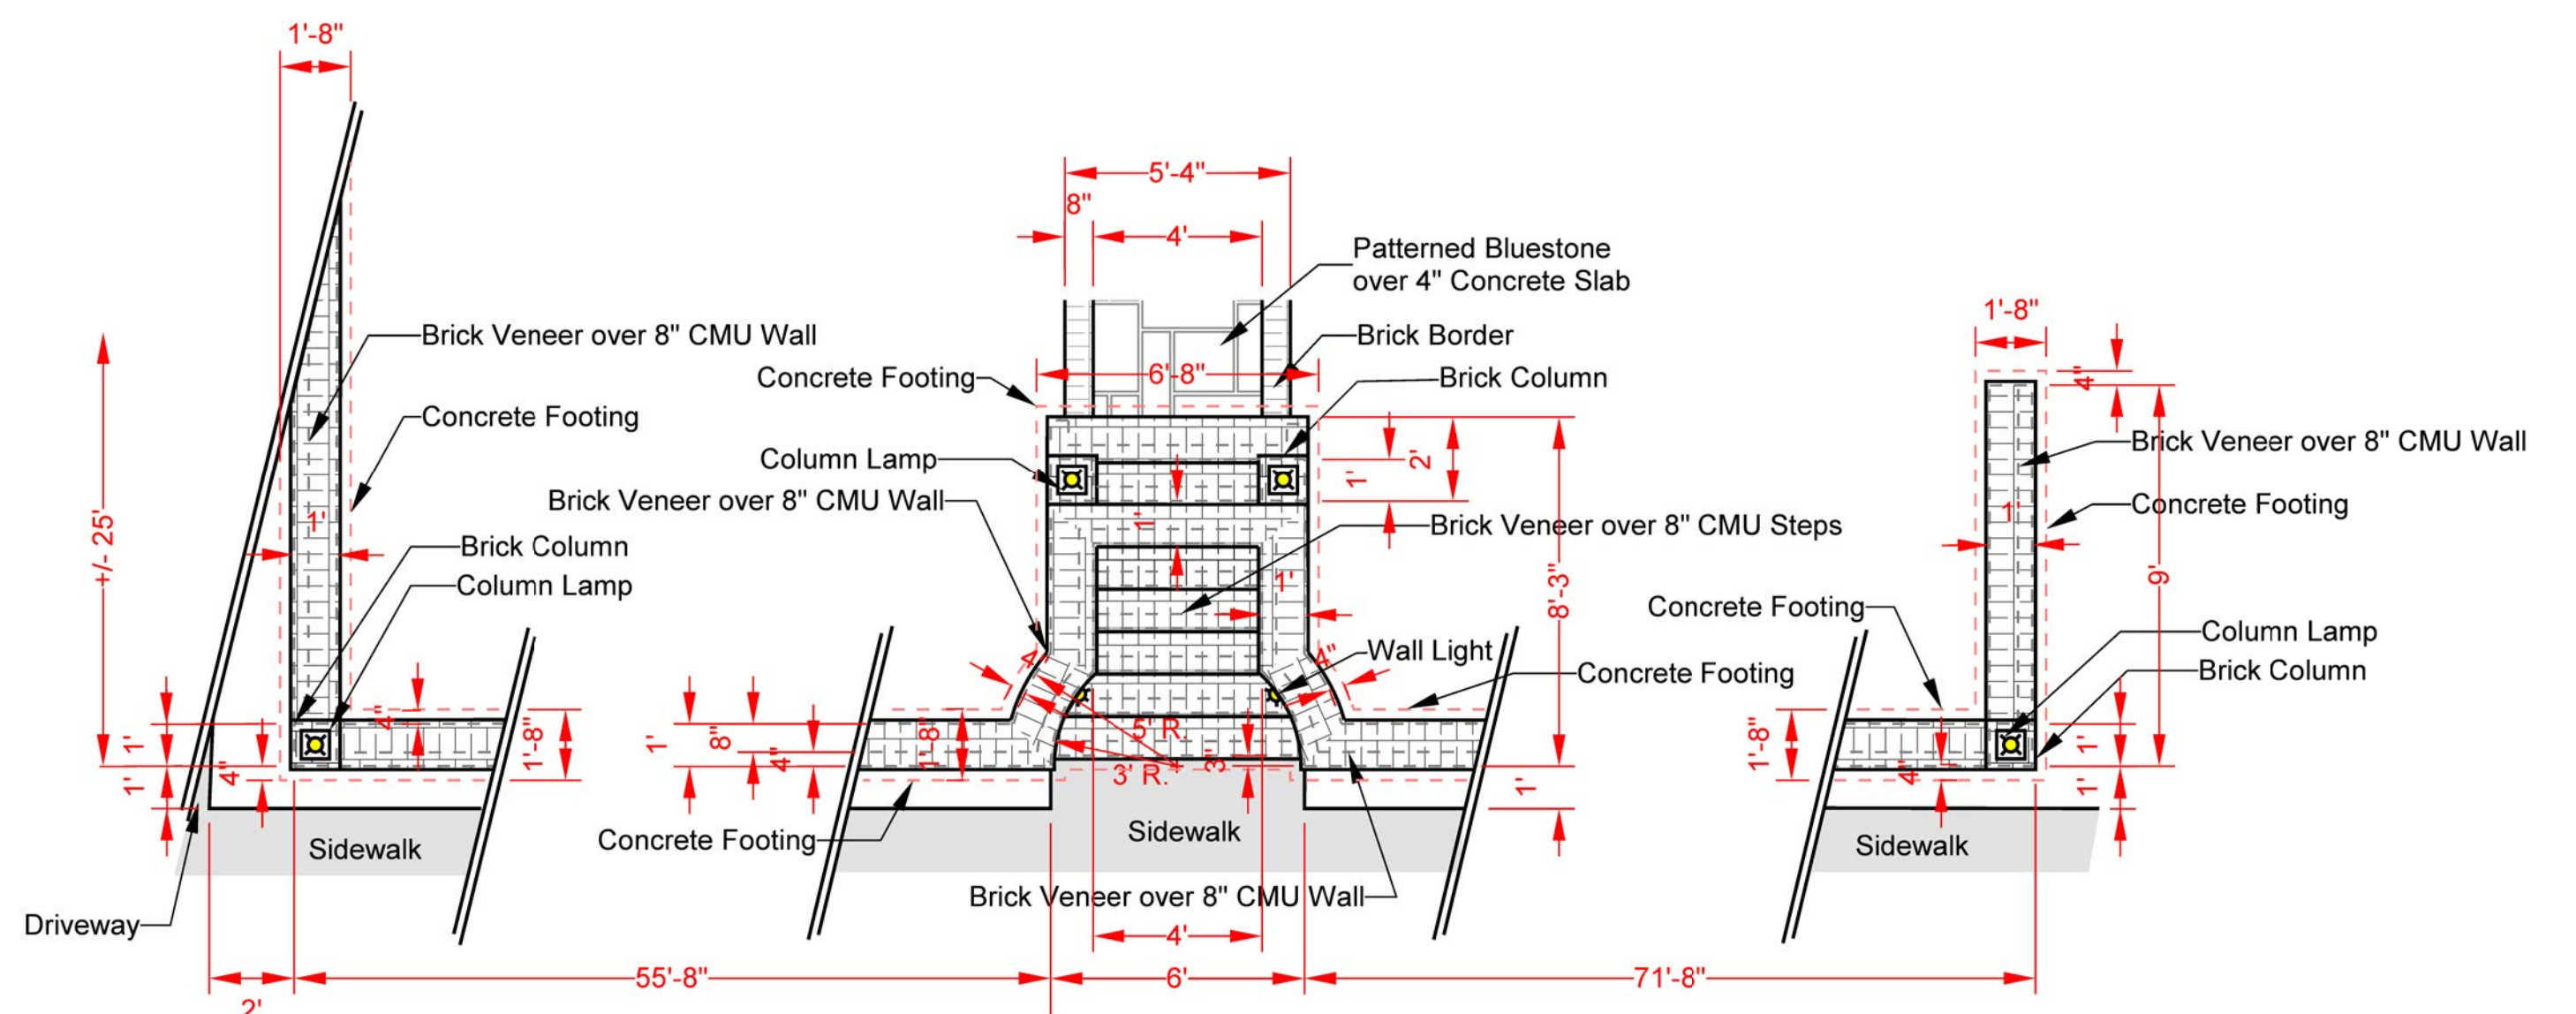 1'-8"
5'-4"
8"
4'
Patterned Bluestone
over 4" Concrete Slab
1'-8"
Brick Veneer over 8" CMU Wall
Brick Border
Concrete Footing
6'-8"
Brick Column
4"
Concrete Footing
Column Lamp
2'
1'
Brick Veneer over 8" CMU Wall
Brick Veneer over 8" CMU Wall
Concrete Footing
1'
1'
Brick Veneer over 8" CMU Steps
1'
+/- 25'
Brick Column
Column Lamp
1'
8'-3"
9'
Concrete Footing
Column Lamp
Brick Column
4"
4"
Wall Light
Concrete Footing
4"
1'
1'
4"
1'-8"
1'
8"
4"
1'-8"
5' R.
3' R.
3"
1'
1'-8"
4"
1'
1'
Sidewalk
Concrete Footing
Sidewalk
Sidewalk
Brick Veneer over 8" CMU Wall
Driveway
4'
55'-8"
6'
71'-8"
2'